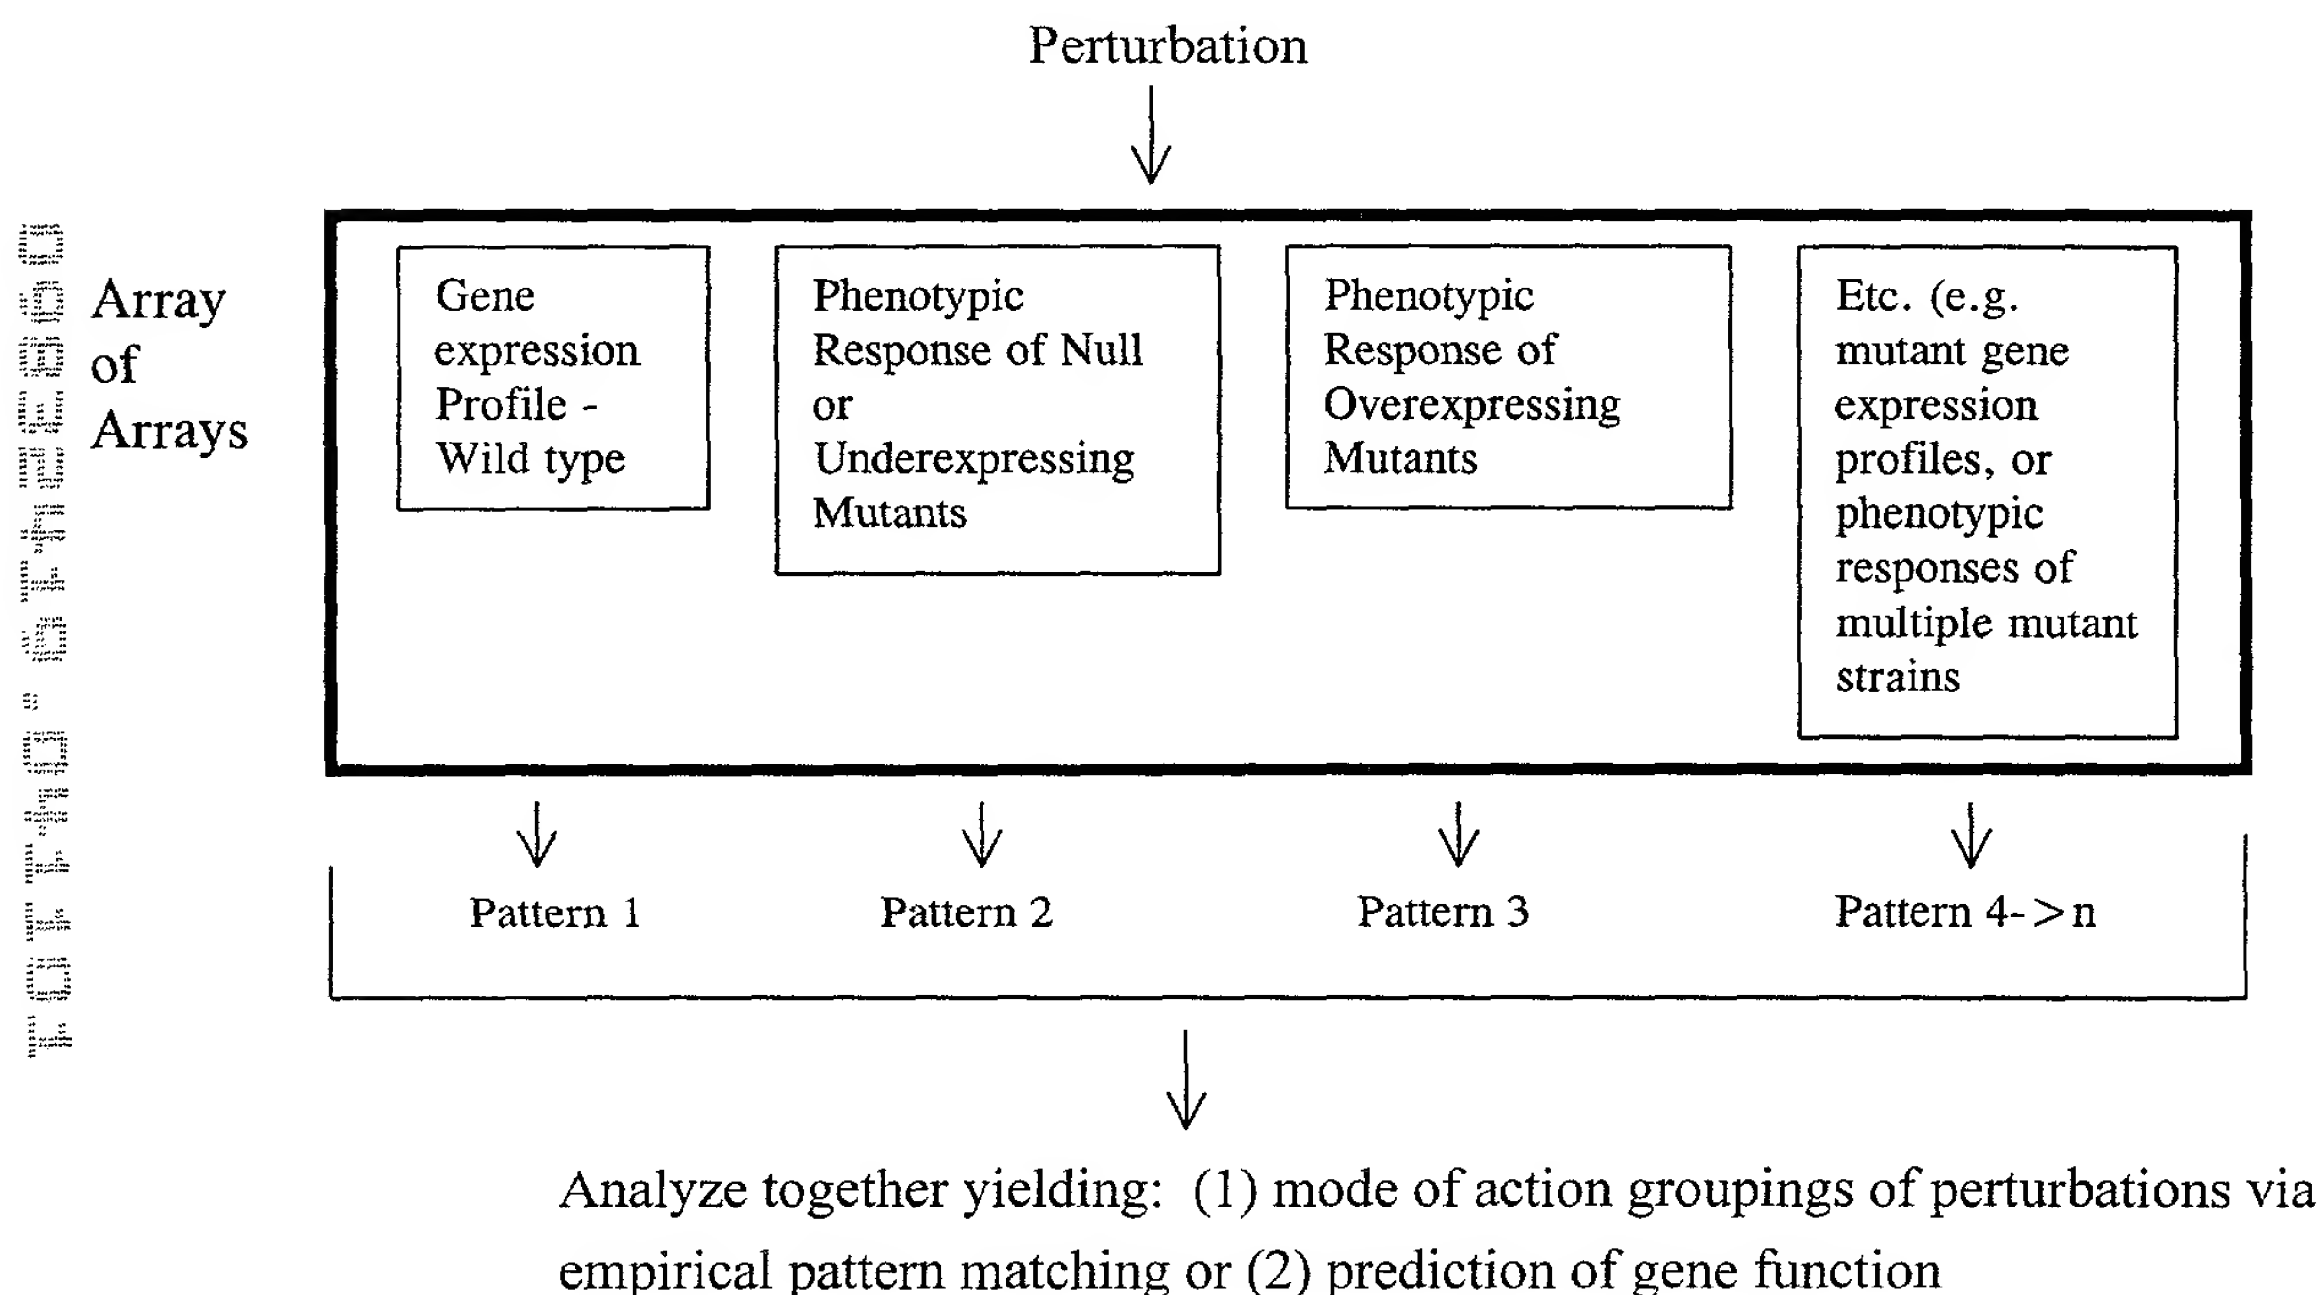 Perturbation
Array
of
Arrays
Gene
expression
Profile -
Wild type
Phenotypic
Response of Null
or
Underexpressing
Mutants
Phenotypic
Response of
Overexpressing
Mutants
Etc. (e.g.
mutant gene
expression
profiles, or
phenotypic
responses of
multiple mutant
strains
Pattern 1
Pattern 2
Pattern 3
Pattern 4->n
Analyze together yielding: (1) mode of action groupings of perturbations via
empirical pattern matching or (2) prediction of gene function